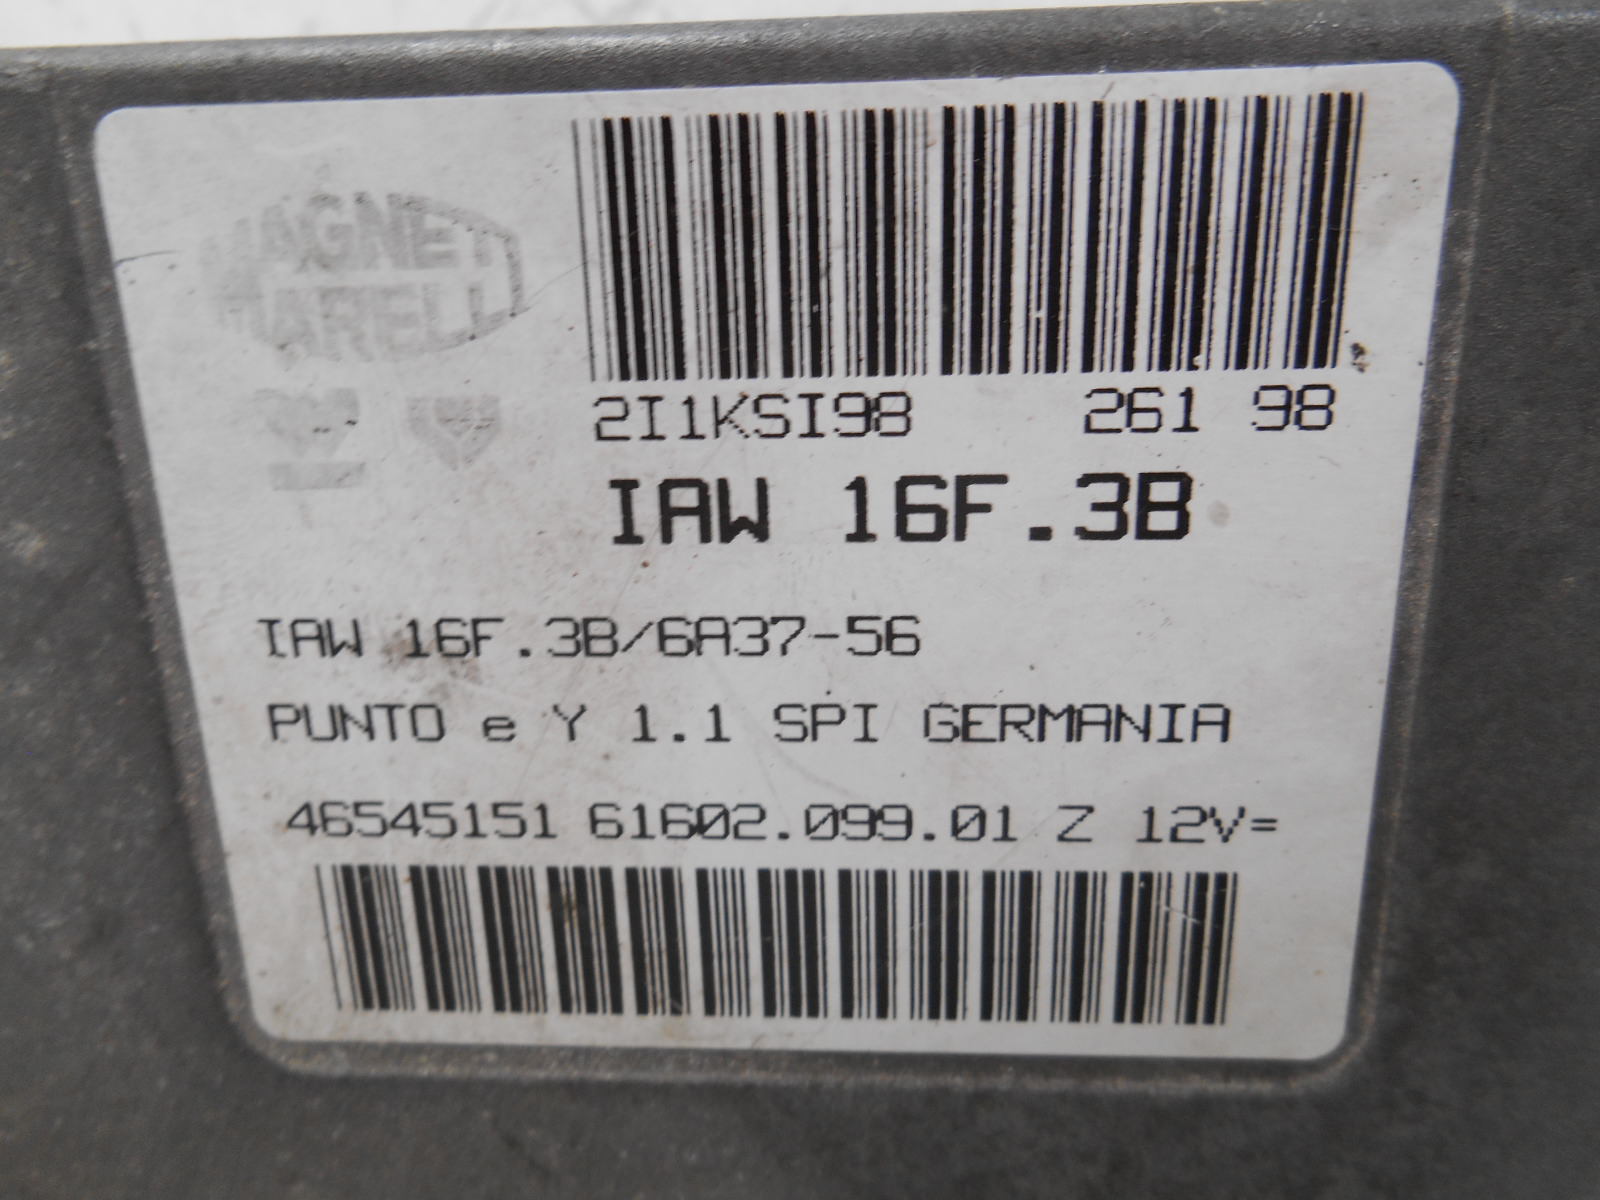 MAGNETI
MARELLI
2I1KSI98 261 98
IAW 16F.3B
IAW 16F.3B/6A37-56
PUNTO e Y 1.1 SPI GERMANIA
46545151 61602.099.01 Z 12V=